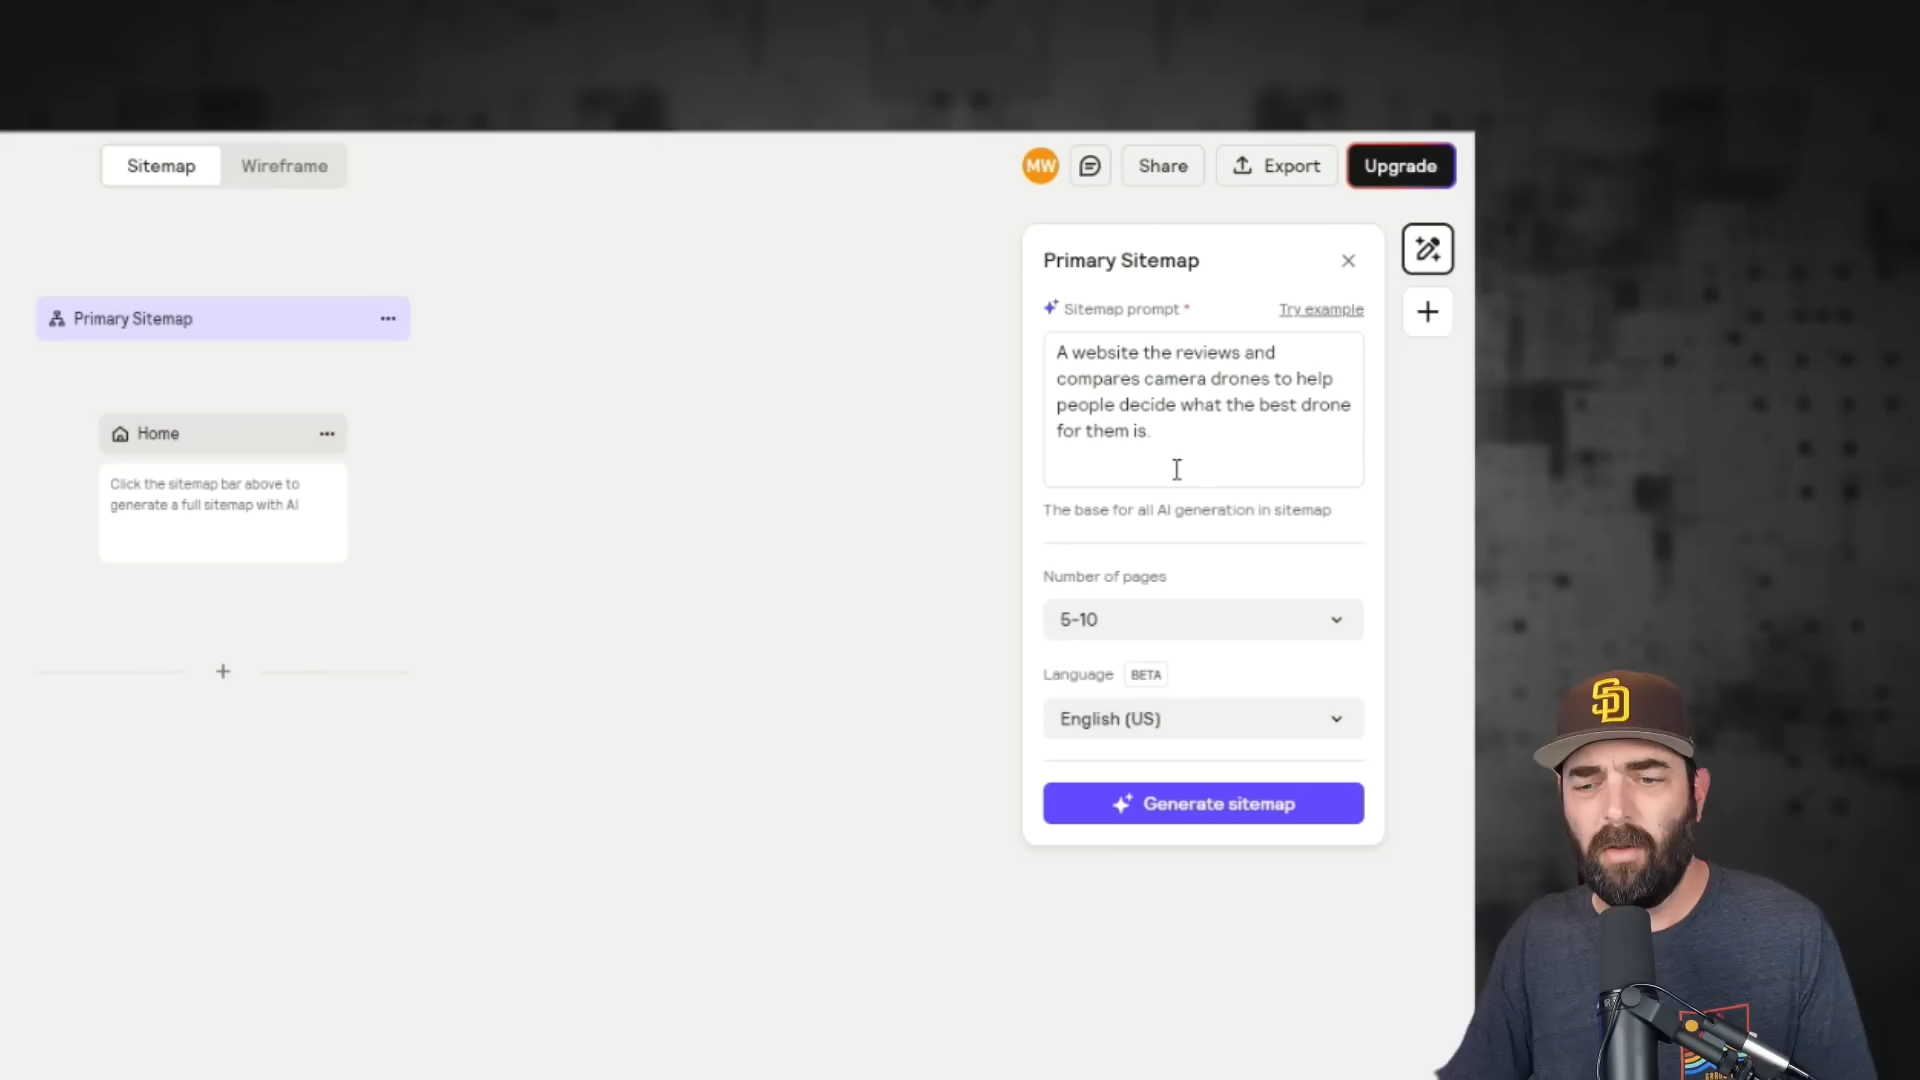 Sitemap
Wireframe
MW
Share
Export
Upgrade
Primary Sitemap
Home
Click the sitemap bar above to
generate a full sitemap with AI
Primary Sitemap
Sitemap prompt *
Try example
A website the reviews and
compares camera drones to help
people decide what the best drone
for them is.
The base for all AI generation in sitemap
Number of pages
5-10
Language
BETA
English (US)
Generate sitemap
SD